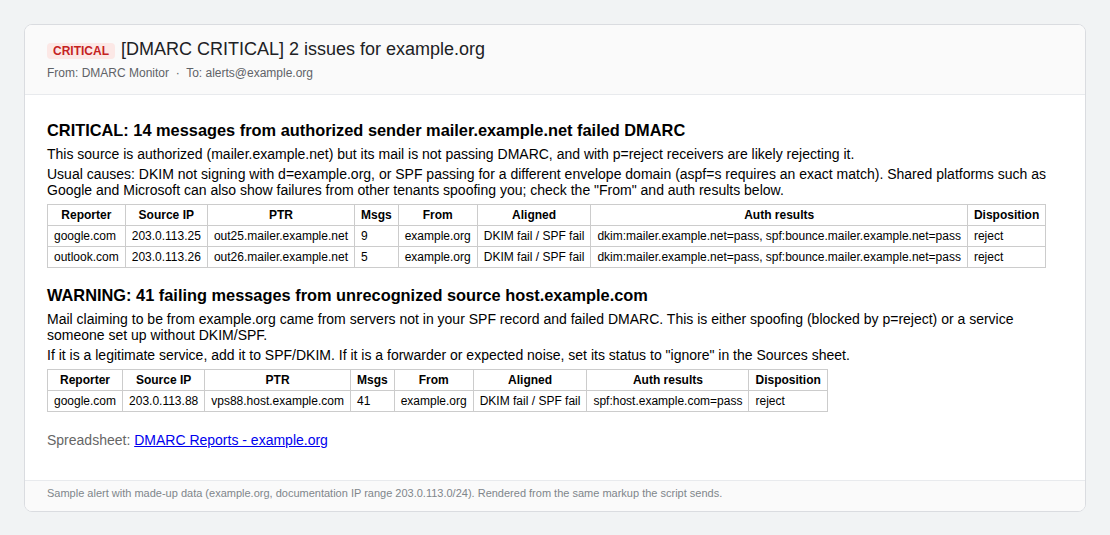 CRITICAL [DMARC CRITICAL] 2 issues for example.org
From: DMARC Monitor · To: alerts@example.org
CRITICAL: 14 messages from authorized sender mailer.example.net failed DMARC
This source is authorized (mailer.example.net) but its mail is not passing DMARC, and with p=reject receivers are likely rejecting it.
Usual causes: DKIM not signing with d=example.org, or SPF passing for a different envelope domain (aspf=s requires an exact match). Shared platforms such as
Google and Microsoft can also show failures from other tenants spoofing you; check the "From" and auth results below.
Reporter Source IP PTR Msgs From Aligned Auth results Disposition
google.com 203.0.113.25 out25.mailer.example.net 9 example.org DKIM fail / SPF fail dkim:mailer.example.net=pass, spf:bounce.mailer.example.net=pass reject
outlook.com 203.0.113.26 out26.mailer.example.net 5 example.org DKIM fail / SPF fail dkim:mailer.example.net=pass, spf:bounce.mailer.example.net=pass reject
WARNING: 41 failing messages from unrecognized source host.example.com
Mail claiming to be from example.org came from servers not in your SPF record and failed DMARC. This is either spoofing (blocked by p=reject) or a service
someone set up without DKIM/SPF.
If it is a legitimate service, add it to SPF/DKIM. If it is a forwarder or expected noise, set its status to "ignore" in the Sources sheet.
Reporter Source IP PTR Msgs From Aligned Auth results Disposition
google.com 203.0.113.88 vps88.host.example.com 41 example.org DKIM fail / SPF fail spf:host.example.com=pass reject
Spreadsheet: DMARC Reports - example.org
Sample alert with made-up data (example.org, documentation IP range 203.0.113.0/24). Rendered from the same markup the script sends.